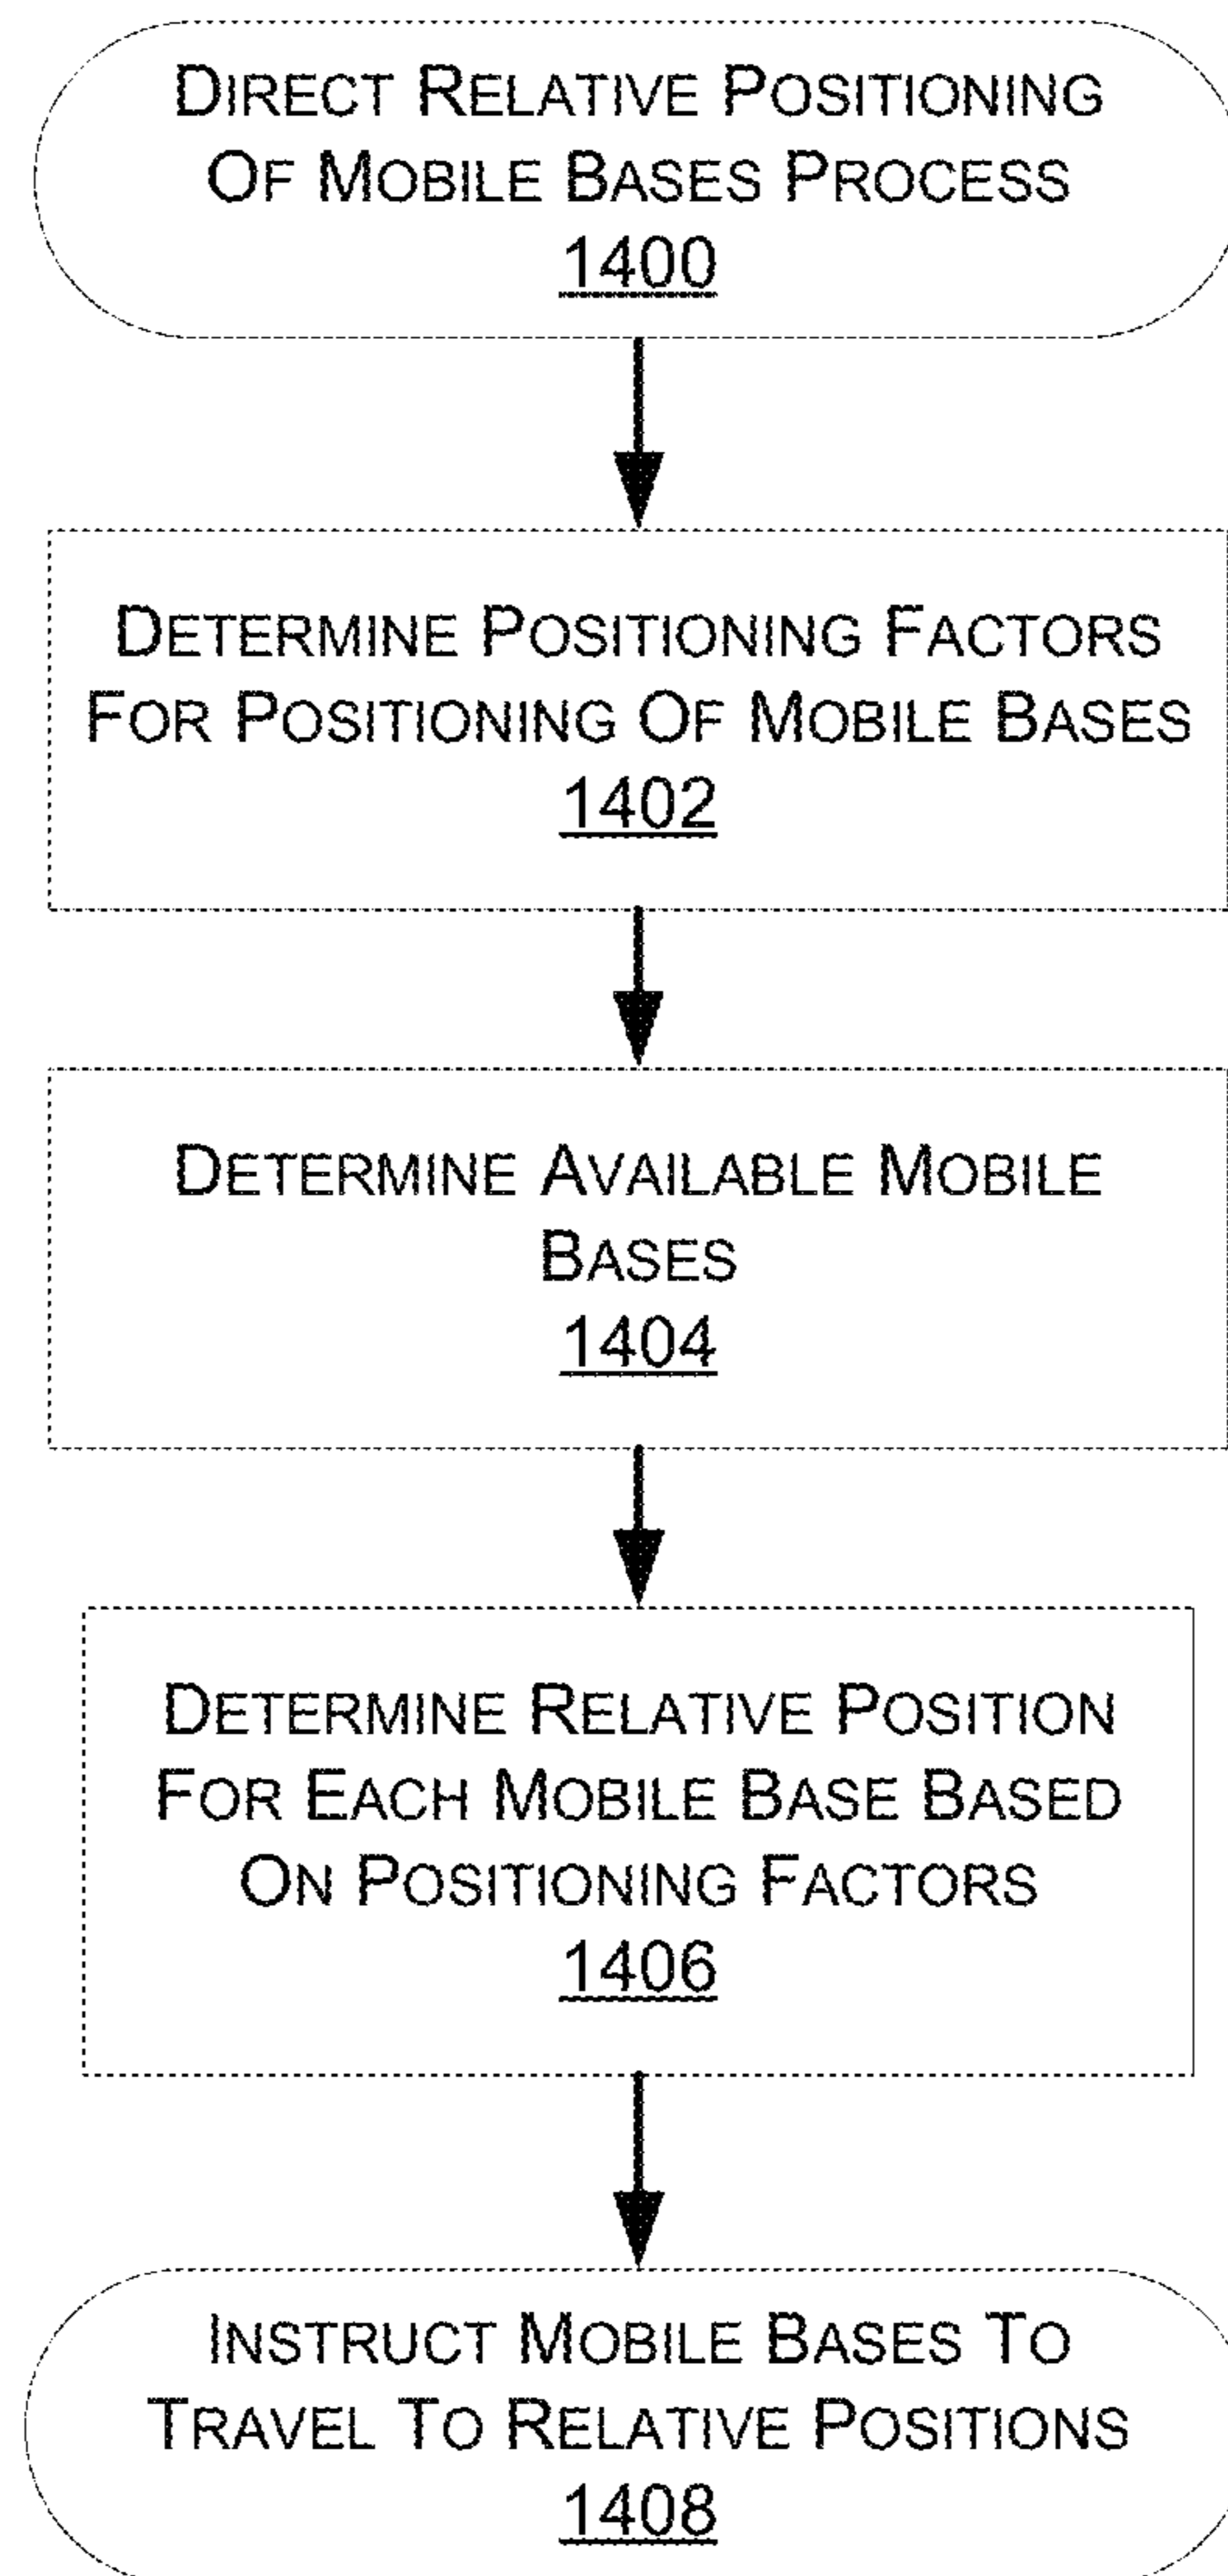 DIRECT RELATIVE POSITIONING
OF MOBILE BASES PROCESS
1400
DETERMINE POSITIONING FACTORS
FOR POSITIONING OF MOBILE BASES
1402
DETERMINE AVAILABLE MOBILE
BASES
1404
DETERMINE RELATIVE POSITION
FOR EACH MOBILE BASE BASED
ON POSITIONING FACTORS
1406
INSTRUCT MOBILE BASES TO
TRAVEL TO RELATIVE POSITIONS
1408